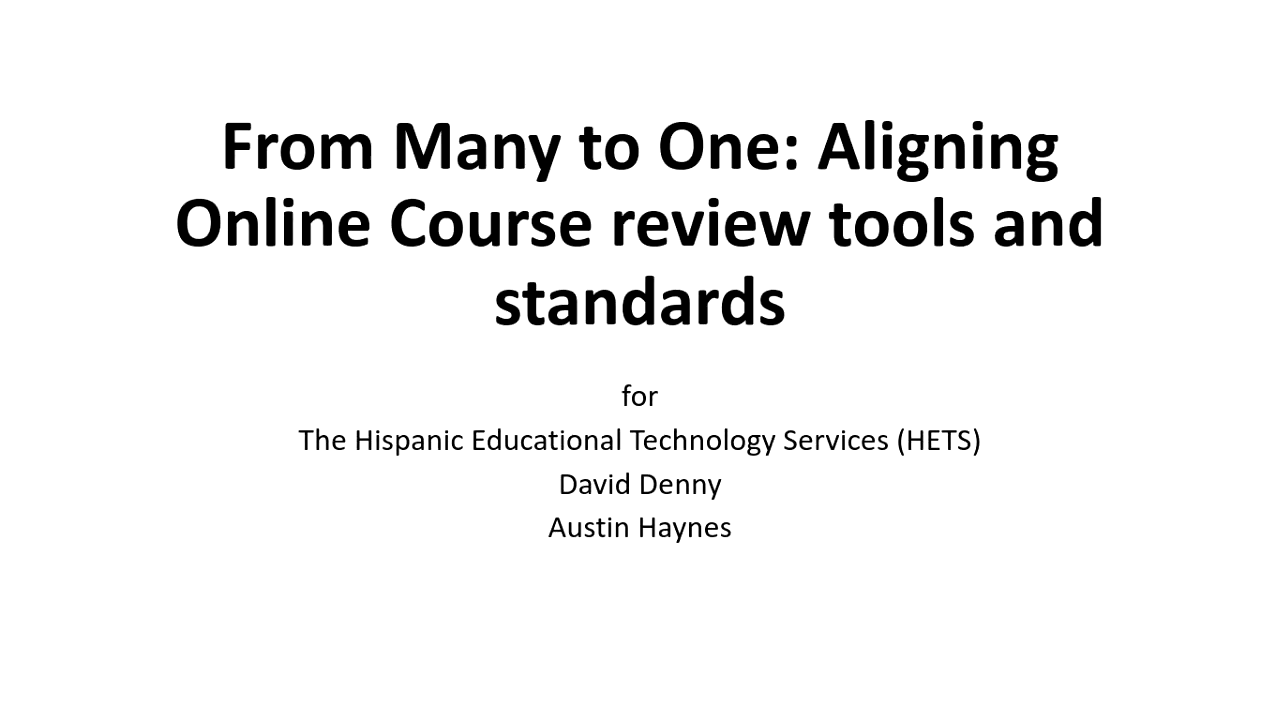 From Many to One: Aligning
Online Course review tools and
standards
for
The Hispanic Educational Technology Services (HETS)
David Denny
Austin Haynes